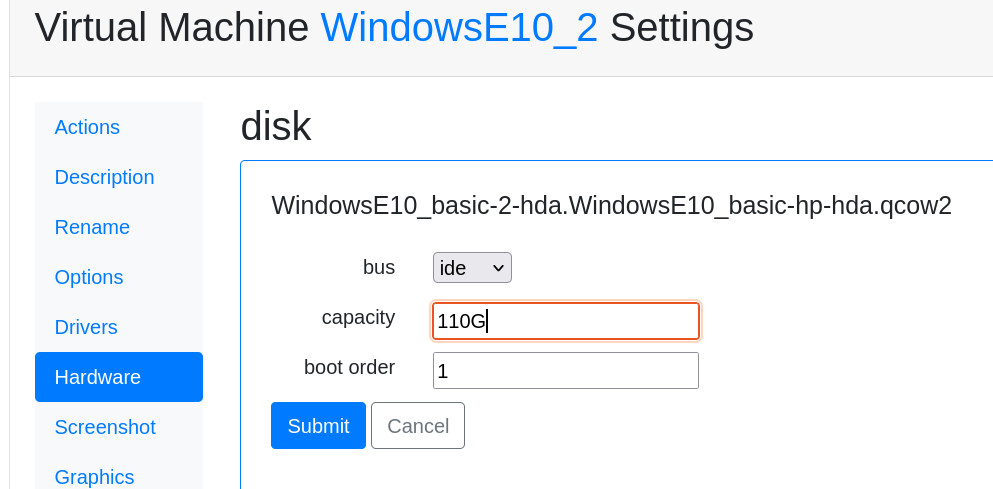 Virtual Machine WindowsE10_2 Settings
Actions
Description
Rename
Options
Drivers
Hardware
Screenshot
Graphics
disk
WindowsE10_basic-2-hda.WindowsE10_basic-hp-hda.qcow2
bus ide
capacity 110G
boot order 1
Submit Cancel